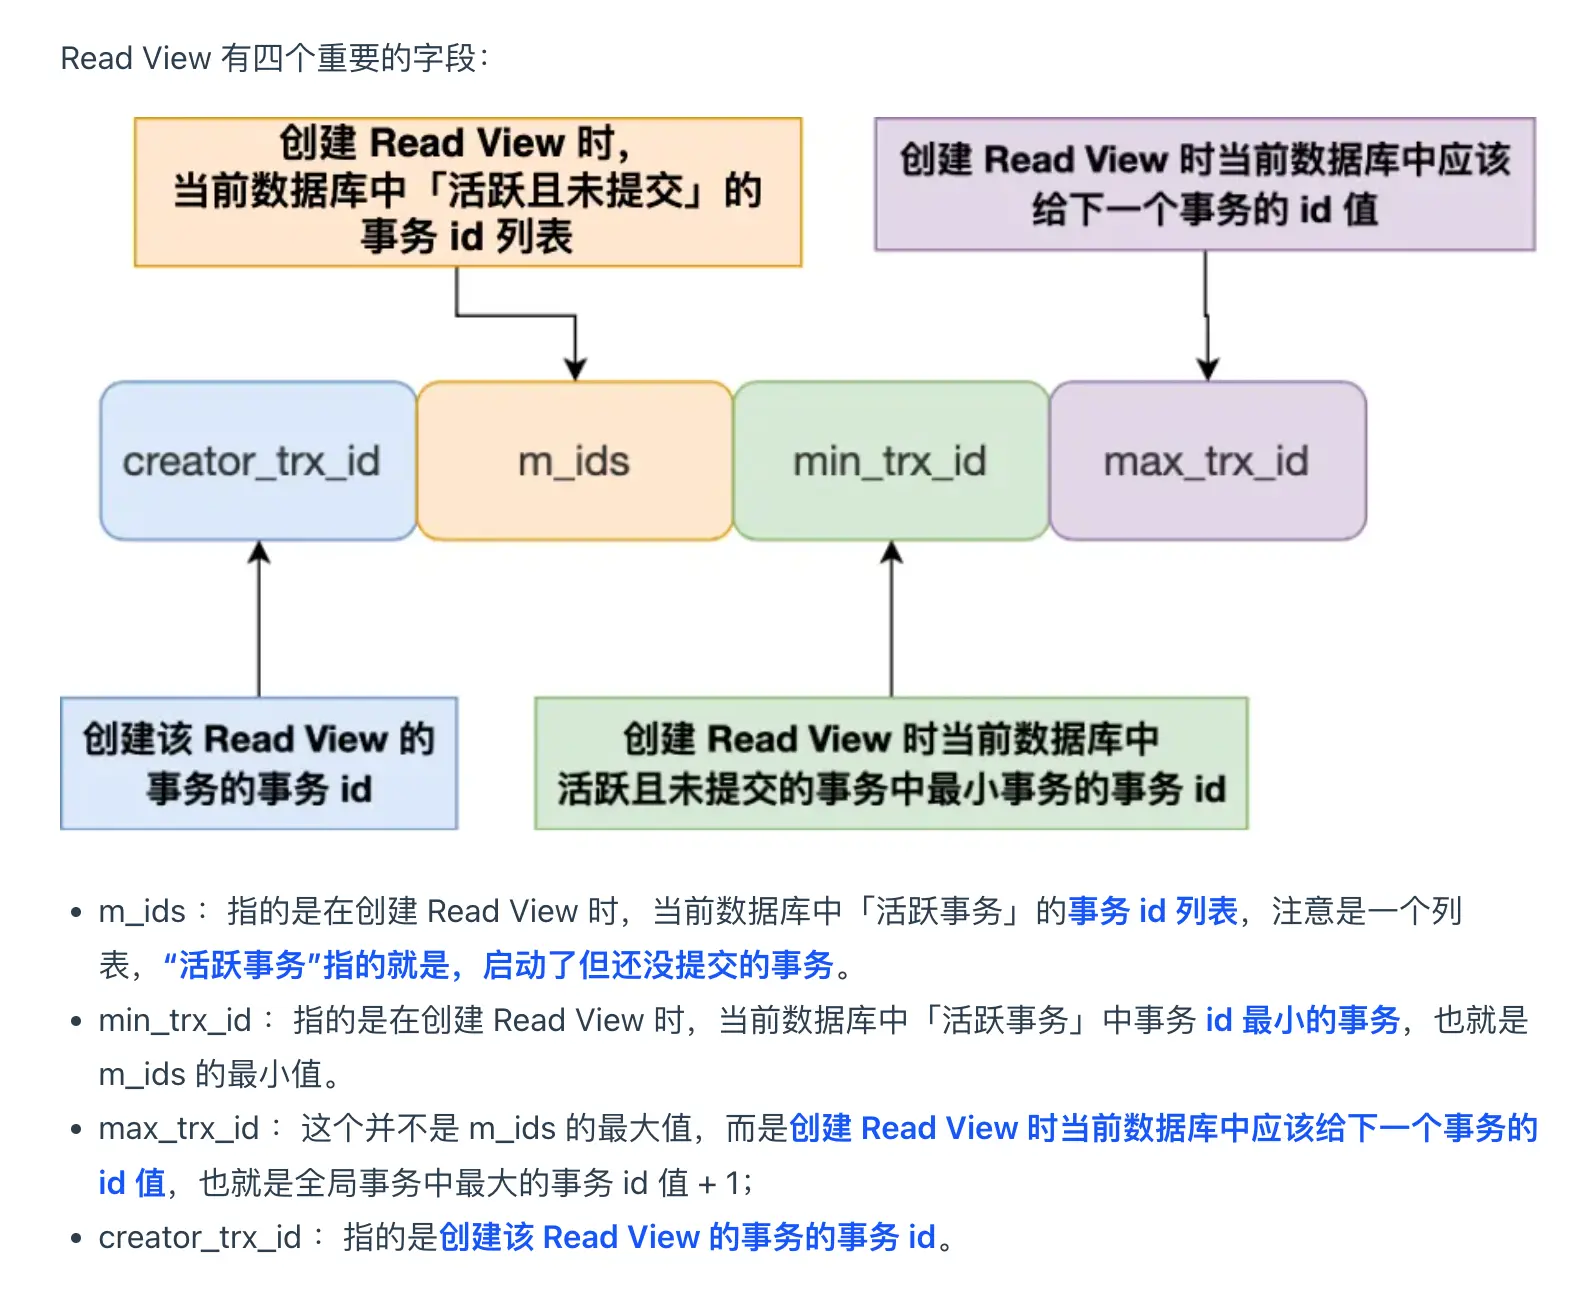 Read View 有四个重要的字段：
创建 Read View 时，
当前数据库中「活跃且未提交」的
事务 id 列表
创建 Read View 时当前数据库中应该
给下一个事务的 id 值
creator_trx_id
m_ids
min_trx_id
max_trx_id
创建该 Read View 的
事务的事务 id
创建 Read View 时当前数据库中
活跃且未提交的事务中最小事务的事务 id
• m_ids ： 指的是在创建 Read View 时，当前数据库中「活跃事务」的事务 id 列表，注意是一个列
表，“活跃事务”指的就是，启动了但还没提交的事务。
• min_trx_id ： 指的是在创建 Read View 时，当前数据库中「活跃事务」中事务 id 最小的事务，也就是
m_ids 的最小值。
• max_trx_id ： 这个并不是 m_ids 的最大值，而是创建 Read View 时当前数据库中应该给下一个事务的
id 值，也就是全局事务中最大的事务 id 值 + 1；
• creator_trx_id ： 指的是创建该 Read View 的事务的事务 id。